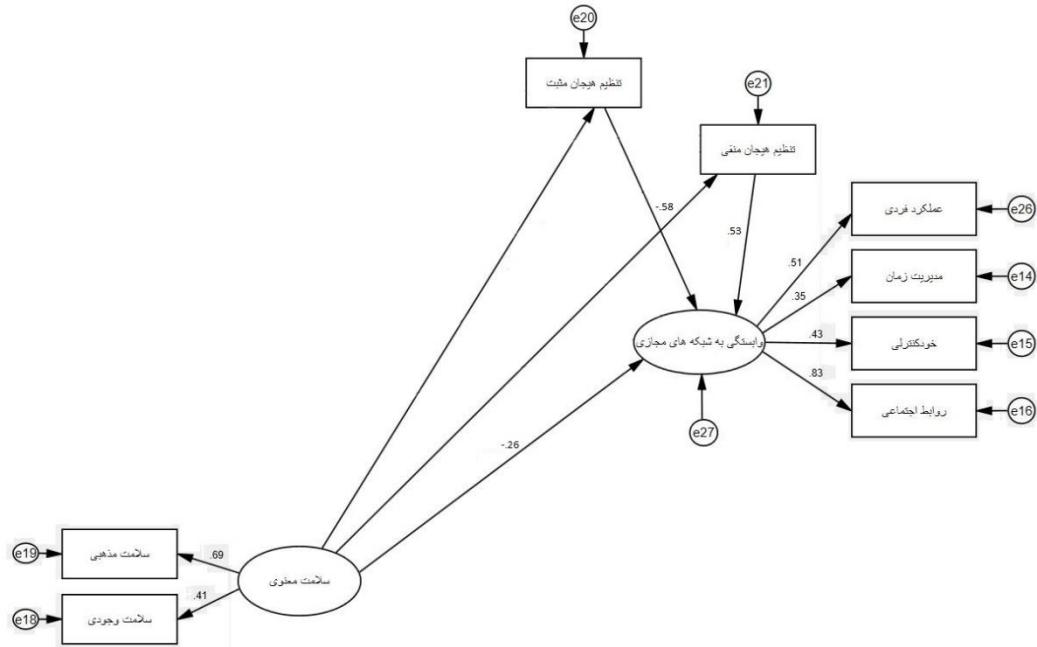 e20
تنظیم هیجان مثبت
e21
تنظیم هیجان منفی
-.58
.53
عملکرد فردی
e26
.51
مدیریت زمان
e14
.35
وابستگی به شبکه های مجازی
.43
خودکنترلی
e15
.83
روابط اجتماعی
e16
e27
-.26
e19
سلامت مذهبی
.69
سلامت معنوی
.41
e18
سلامت وجودی